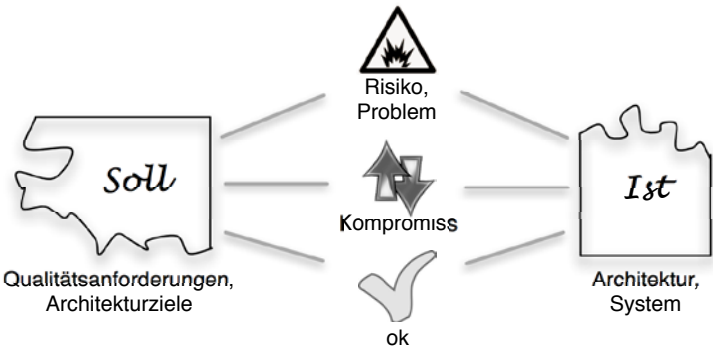 Risiko,
Problem
Soll
Ist
Kompromiss
Qualitätsanforderungen,
Architekturziele
Architektur,
System
ok